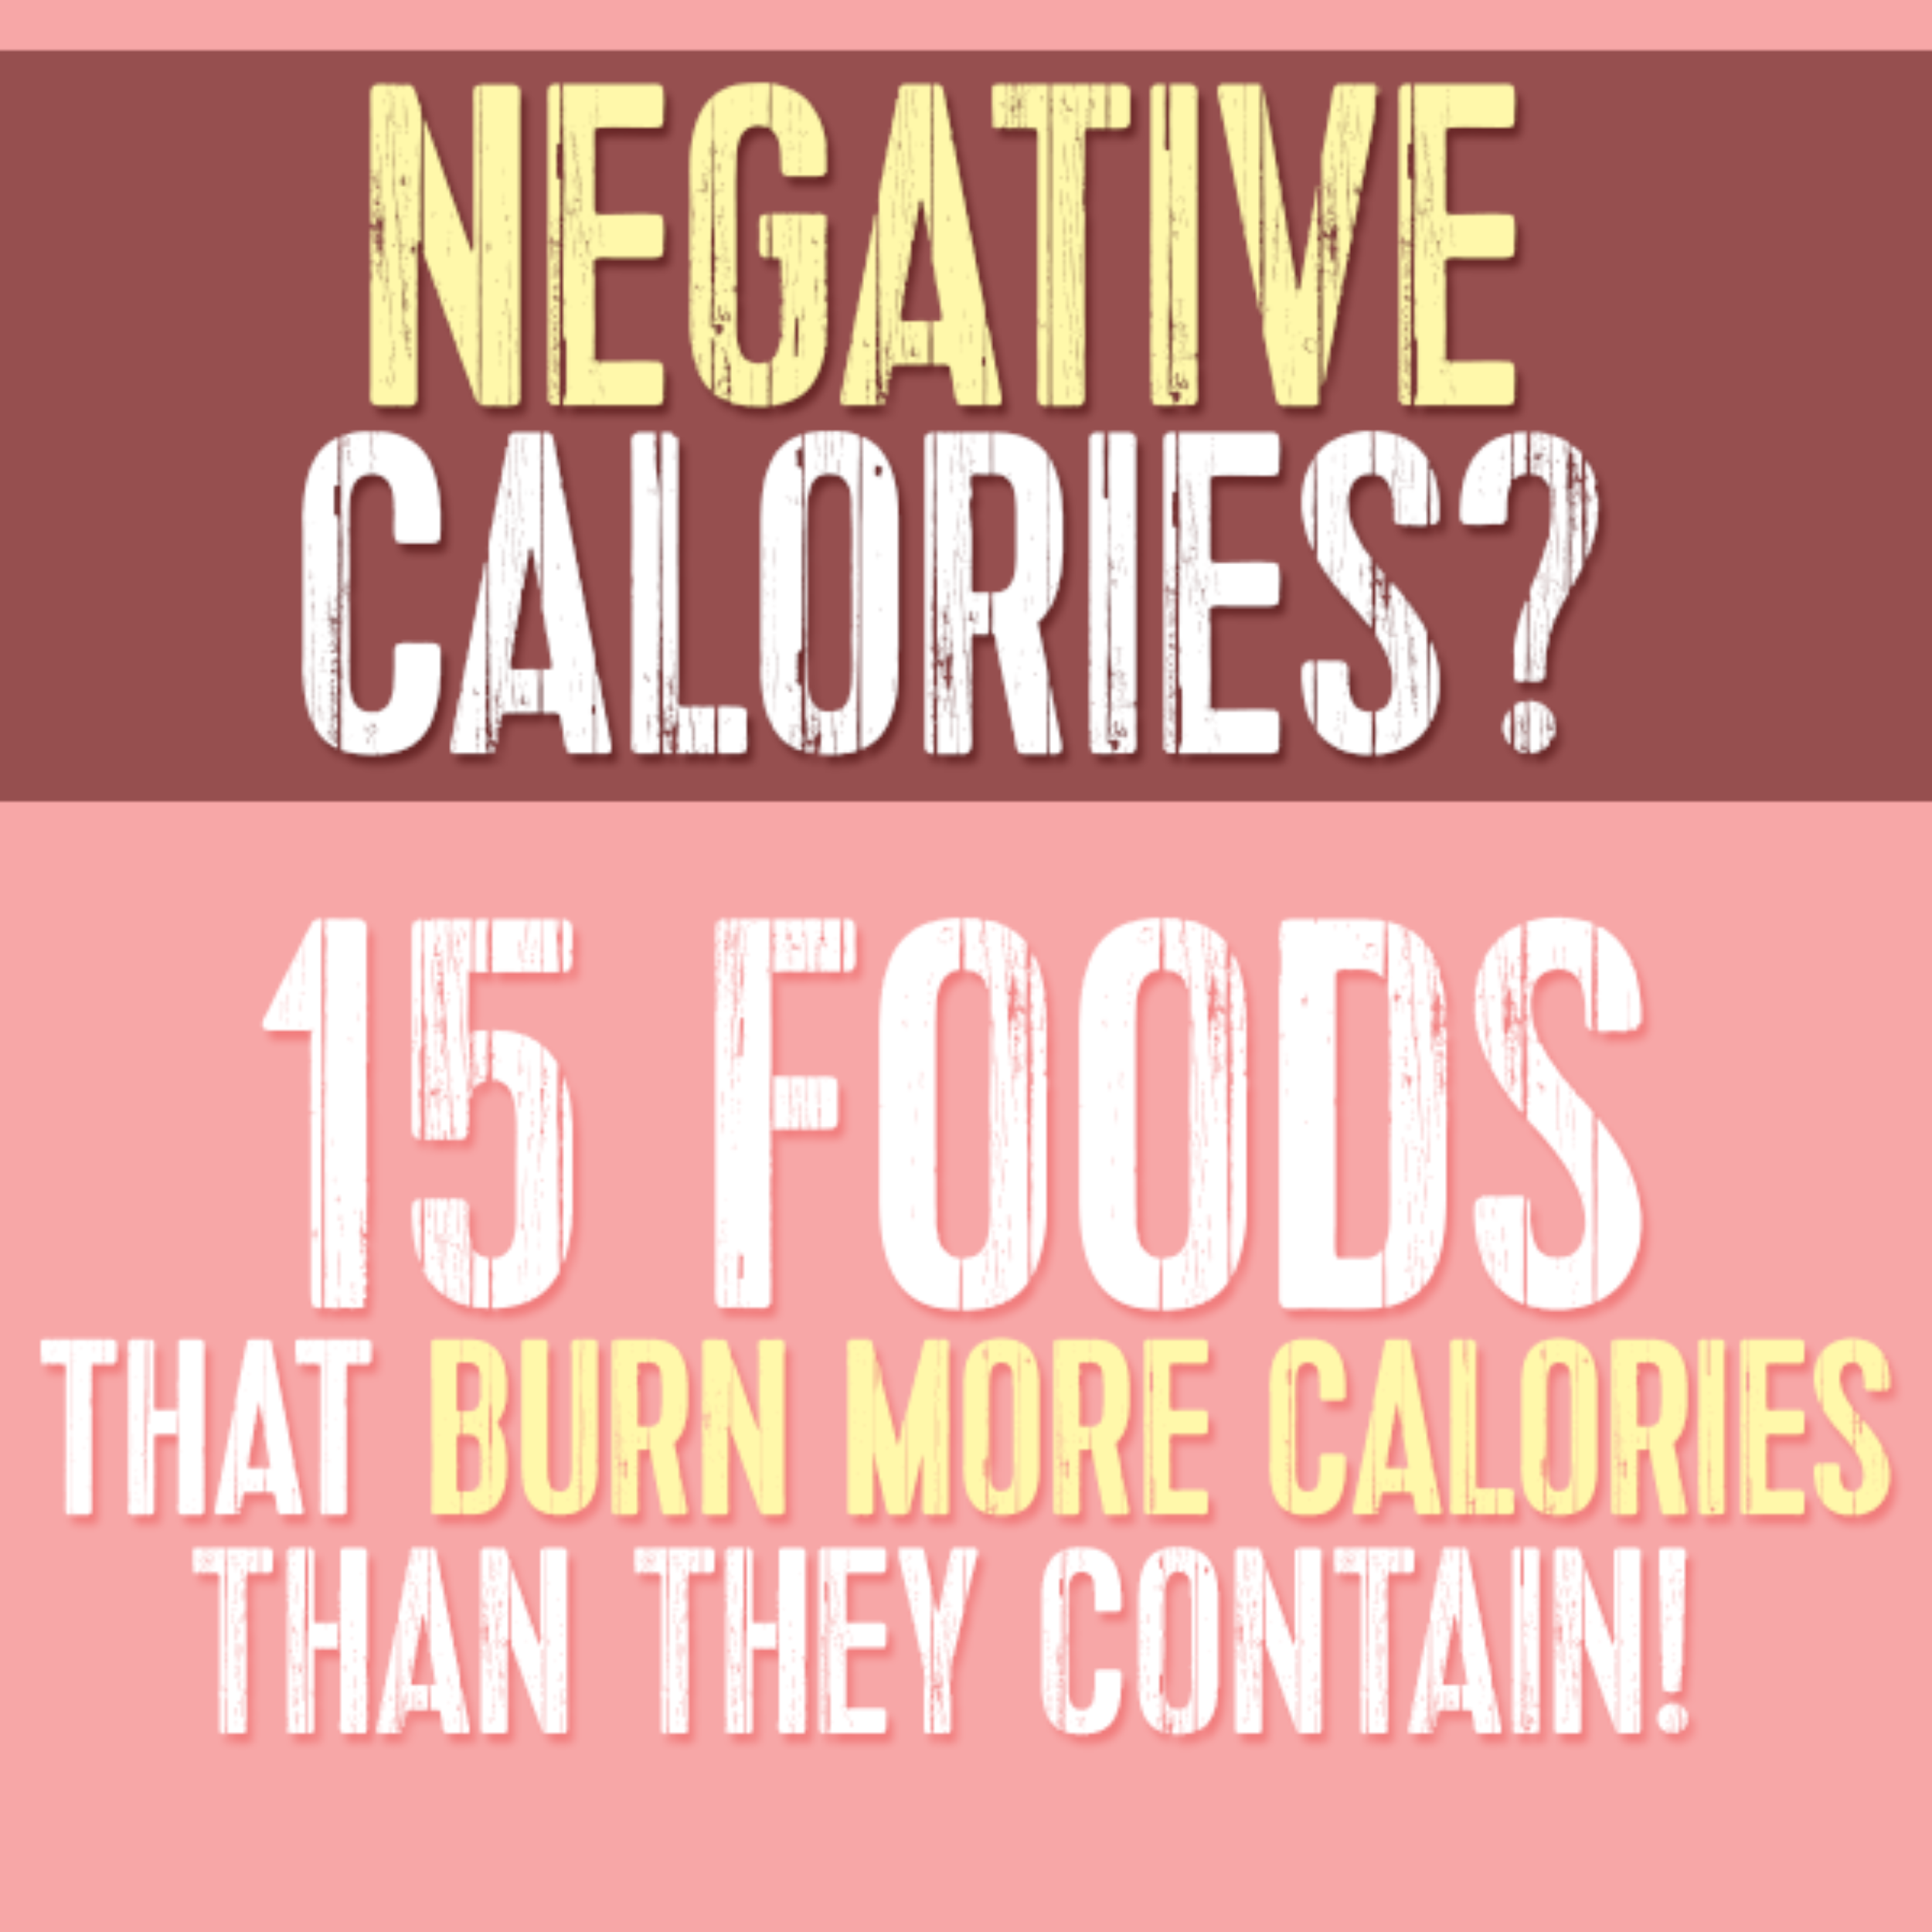 NEGATIVE
CALORIES?
15 FOODS
THAT BURN MORE CALORIES
THAN THEY CONTAIN!